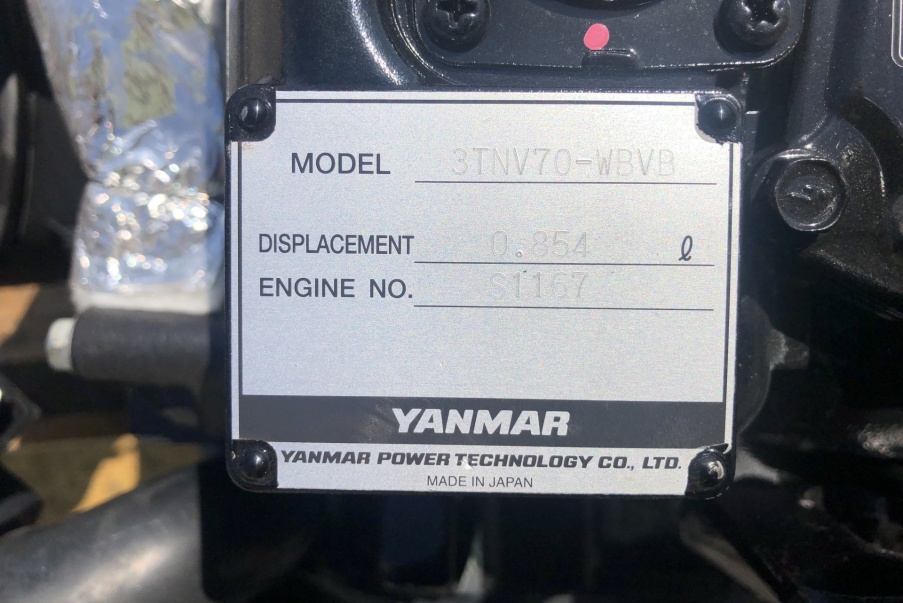 MODEL 3TNV70-WBVB
DISPLACEMENT 0.854 ℓ
ENGINE NO. S1167
YANMAR
YANMAR POWER TECHNOLOGY CO., LTD.
MADE IN JAPAN